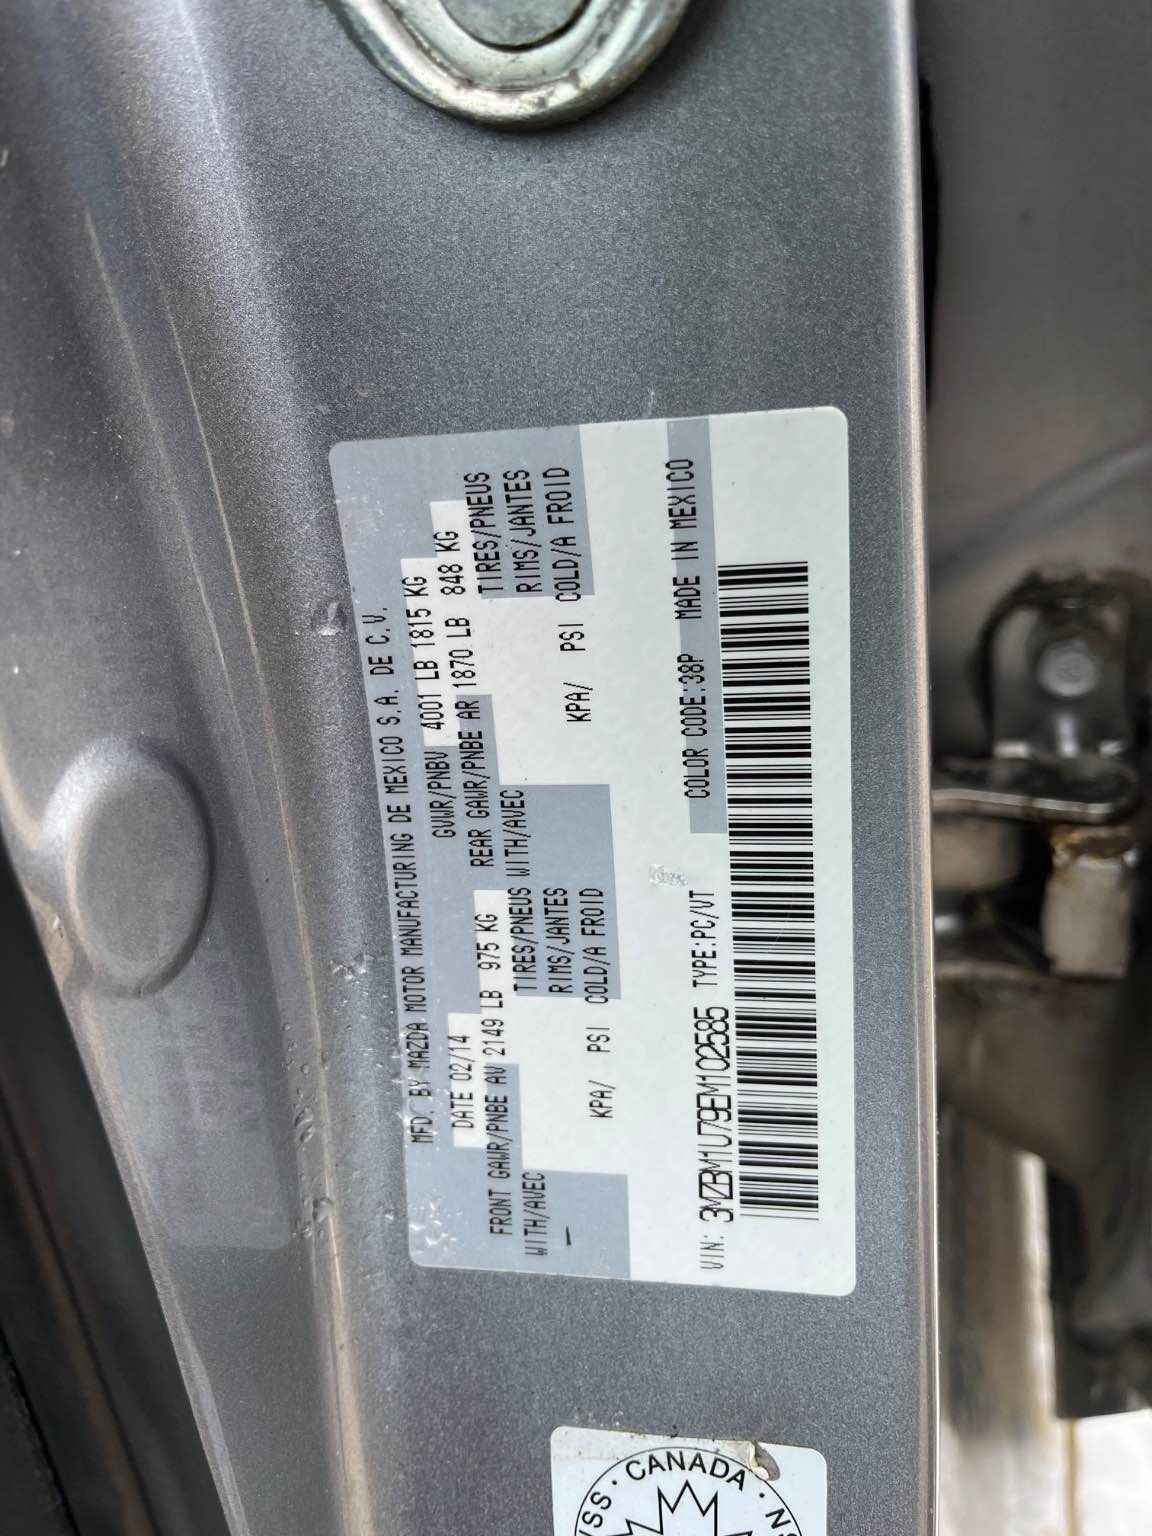 MFD. BY MAZDA MOTOR MANUFACTURING DE MEXICO S.A. DE C.V.
DATE 02/14 GVWR/PNBV 4001 LB 1815 KG
FRONT GAWR/PNBE AV 2149 LB 975 KG REAR GAWR/PNBE AR 1870 LB 848 KG
WITH/AVEC TIRES/PNEUS WITH/AVEC TIRES/PNEUS
— RIMS/JANTES RIMS/JANTES
KPA/ PSI COLD/A FROID KPA/ PSI COLD/A FROID
VIN: 3MZBM1U79EM102585 TYPE:PC/VT COLOR CODE:38P MADE IN MEXICO
· CANADA ·